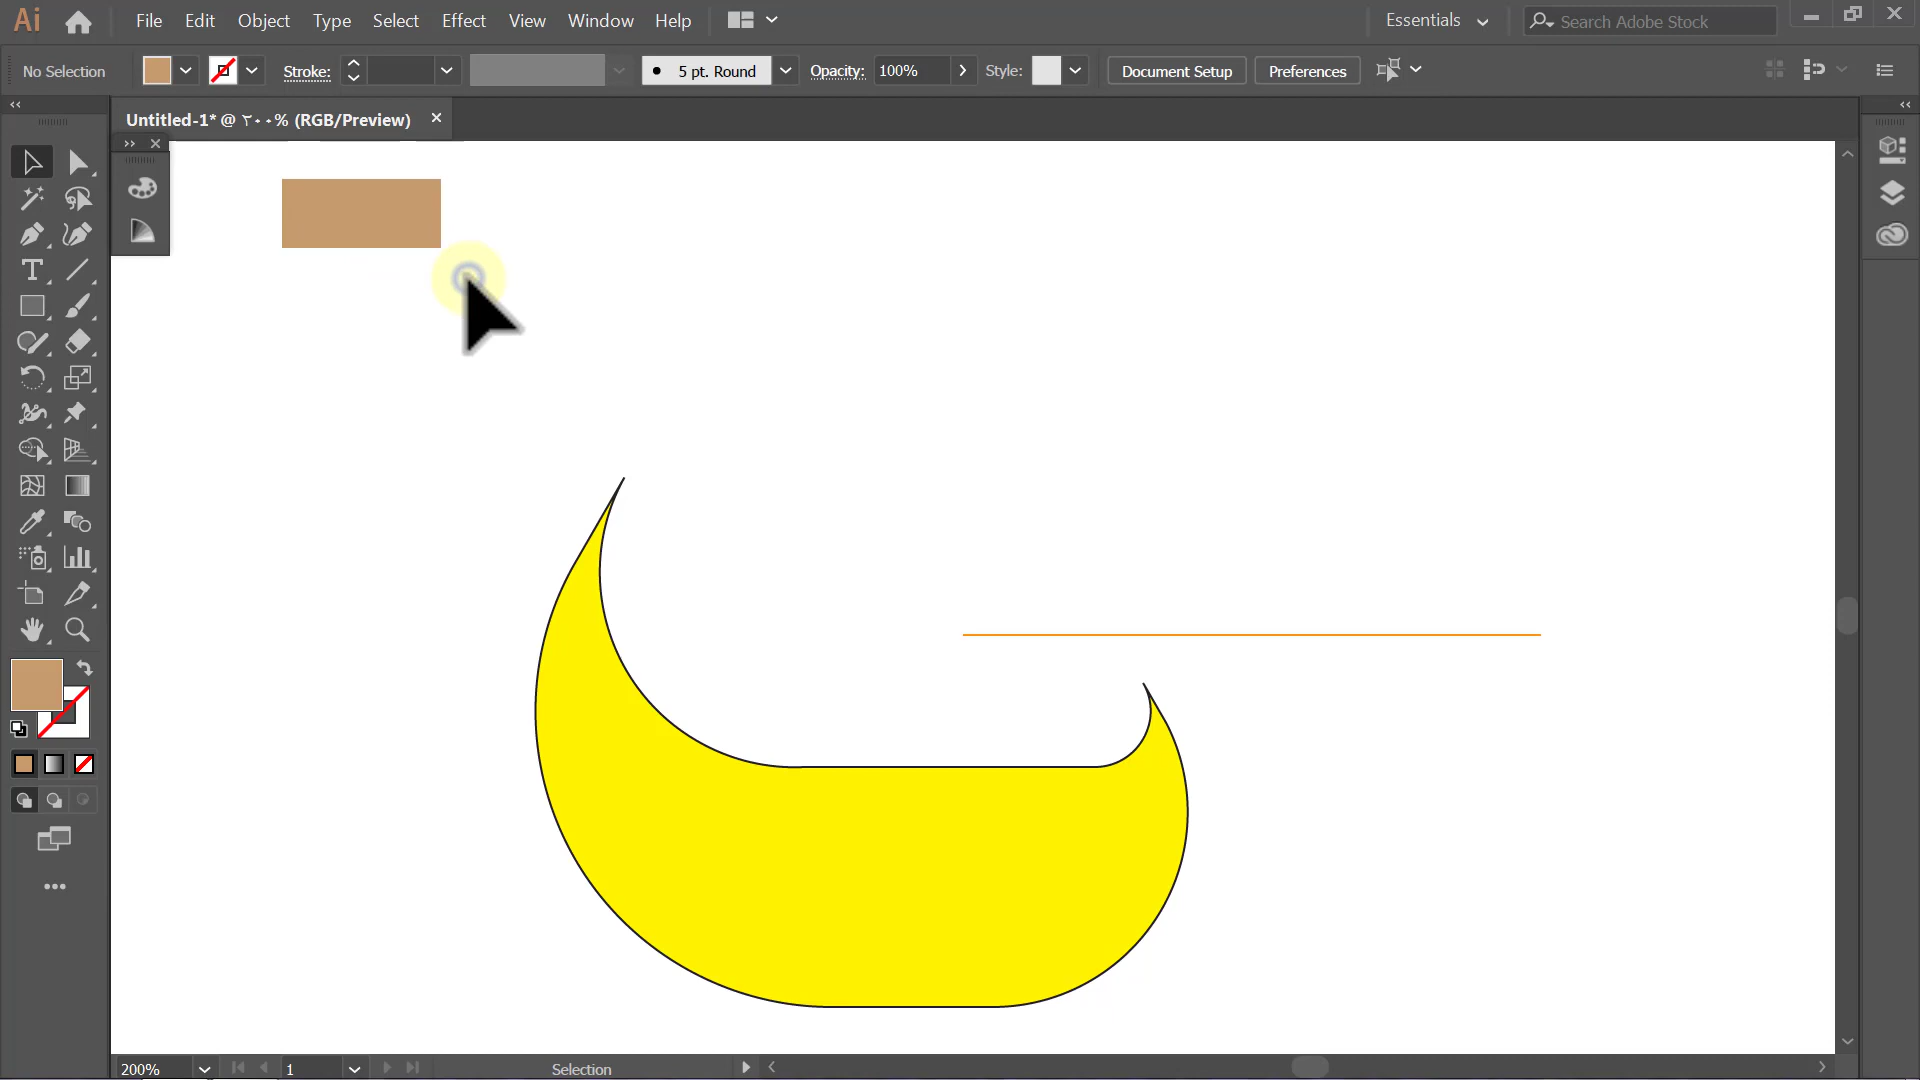 Ai File Edit Object Type Select Effect View Window Help Essentials Search Adobe Stock
No Selection Stroke: 5 pt. Round Opacity: 100% Style: Document Setup Preferences
Untitled-1* @ ٢٠٠% (RGB/Preview)
200% 1 Selection